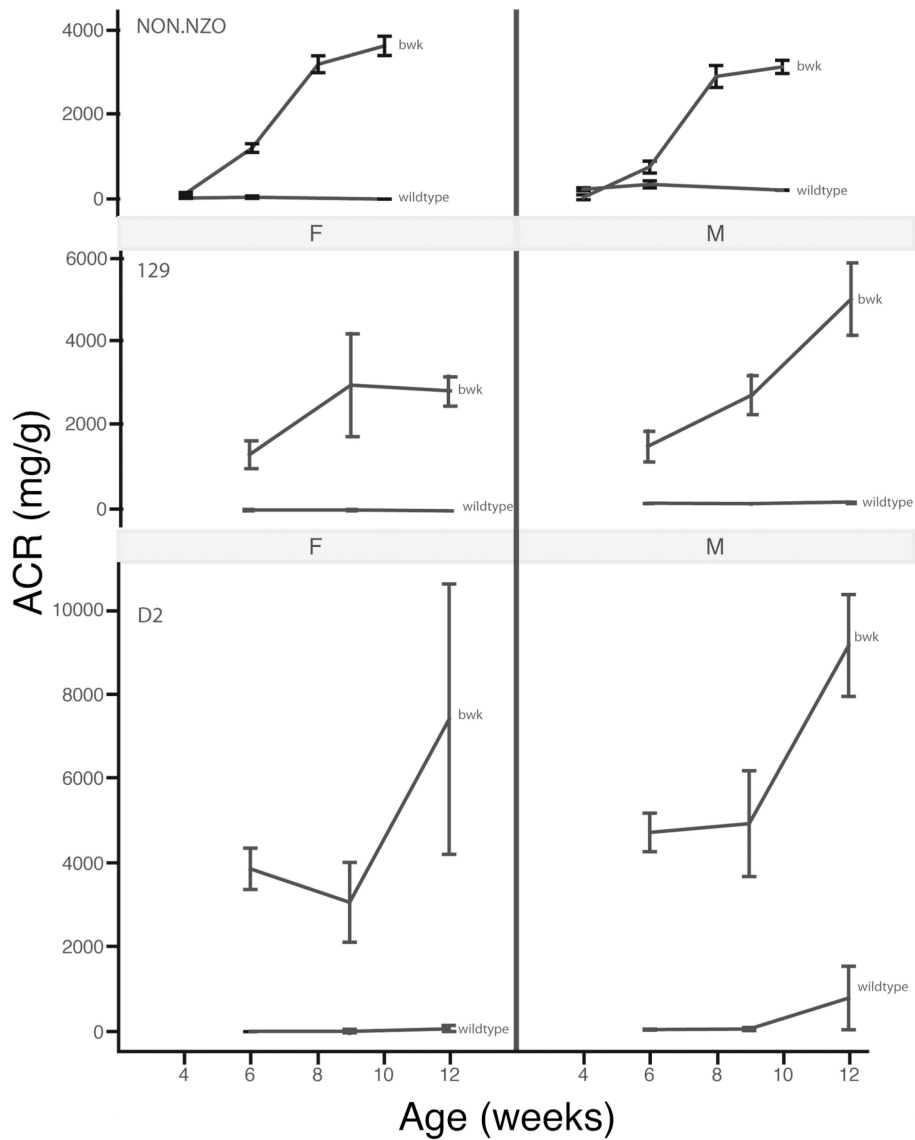 NON.NZO
4000
2000
0
bwk
wildtype
bwk
wildtype
F
M
129
6000
4000
2000
0
bwk
wildtype
bwk
wildtype
F
M
D2
10000
8000
6000
4000
2000
0
bwk
wildtype
bwk
wildtype
4 6 8 10 12 4 6 8 10 12
ACR (mg/g)
Age (weeks)